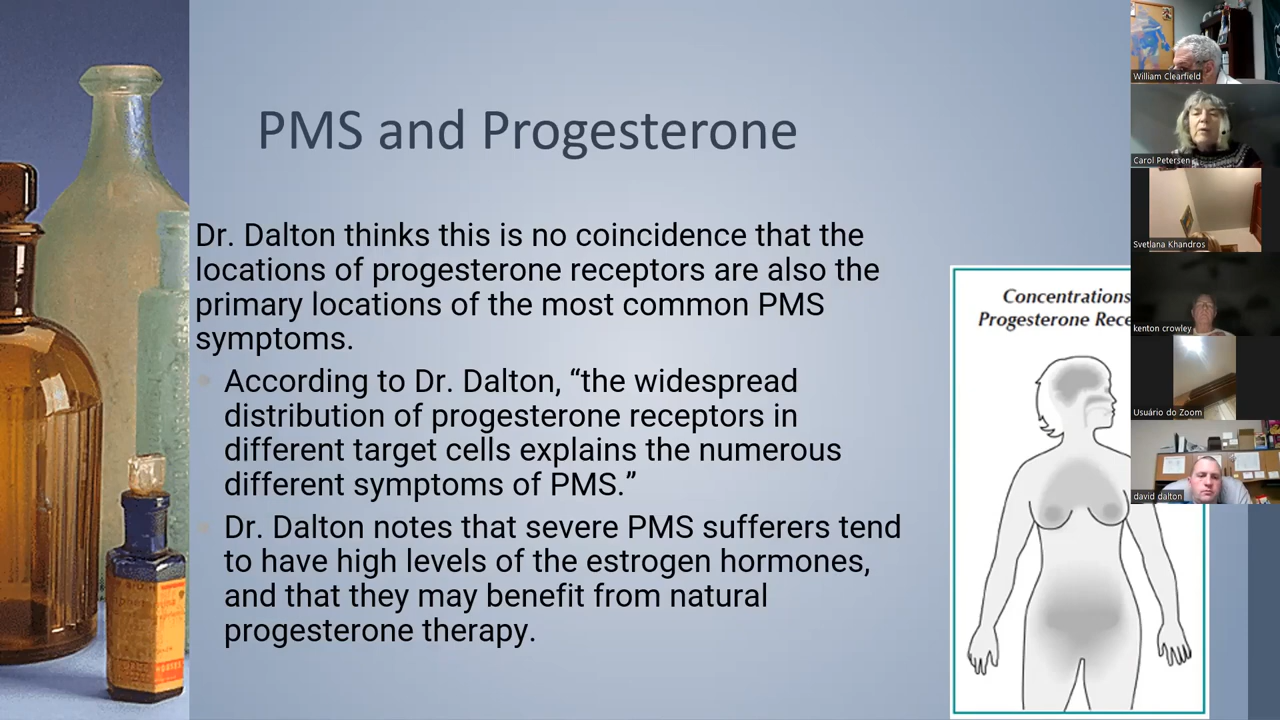 PMS and Progesterone
Dr. Dalton thinks this is no coincidence that the
locations of progesterone receptors are also the
primary locations of the most common PMS
symptoms.
According to Dr. Dalton, “the widespread
distribution of progesterone receptors in
different target cells explains the numerous
different symptoms of PMS.”
Dr. Dalton notes that severe PMS sufferers tend
to have high levels of the estrogen hormones,
and that they may benefit from natural
progesterone therapy.
Concentrations
Progesterone Rece
William Clearfield
Carol Petersen
Svetlana Khandros
kenton crowley
Usuário do Zoom
david dalton